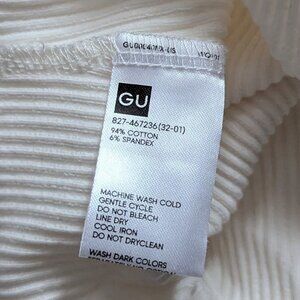 GU
827-467236(32-01)
94% COTTON
6% SPANDEX
MACHINE WASH COLD
GENTLE CYCLE
DO NOT BLEACH
LINE DRY
COOL IRON
DO NOT DRYCLEAN
WASH DARK COLORS